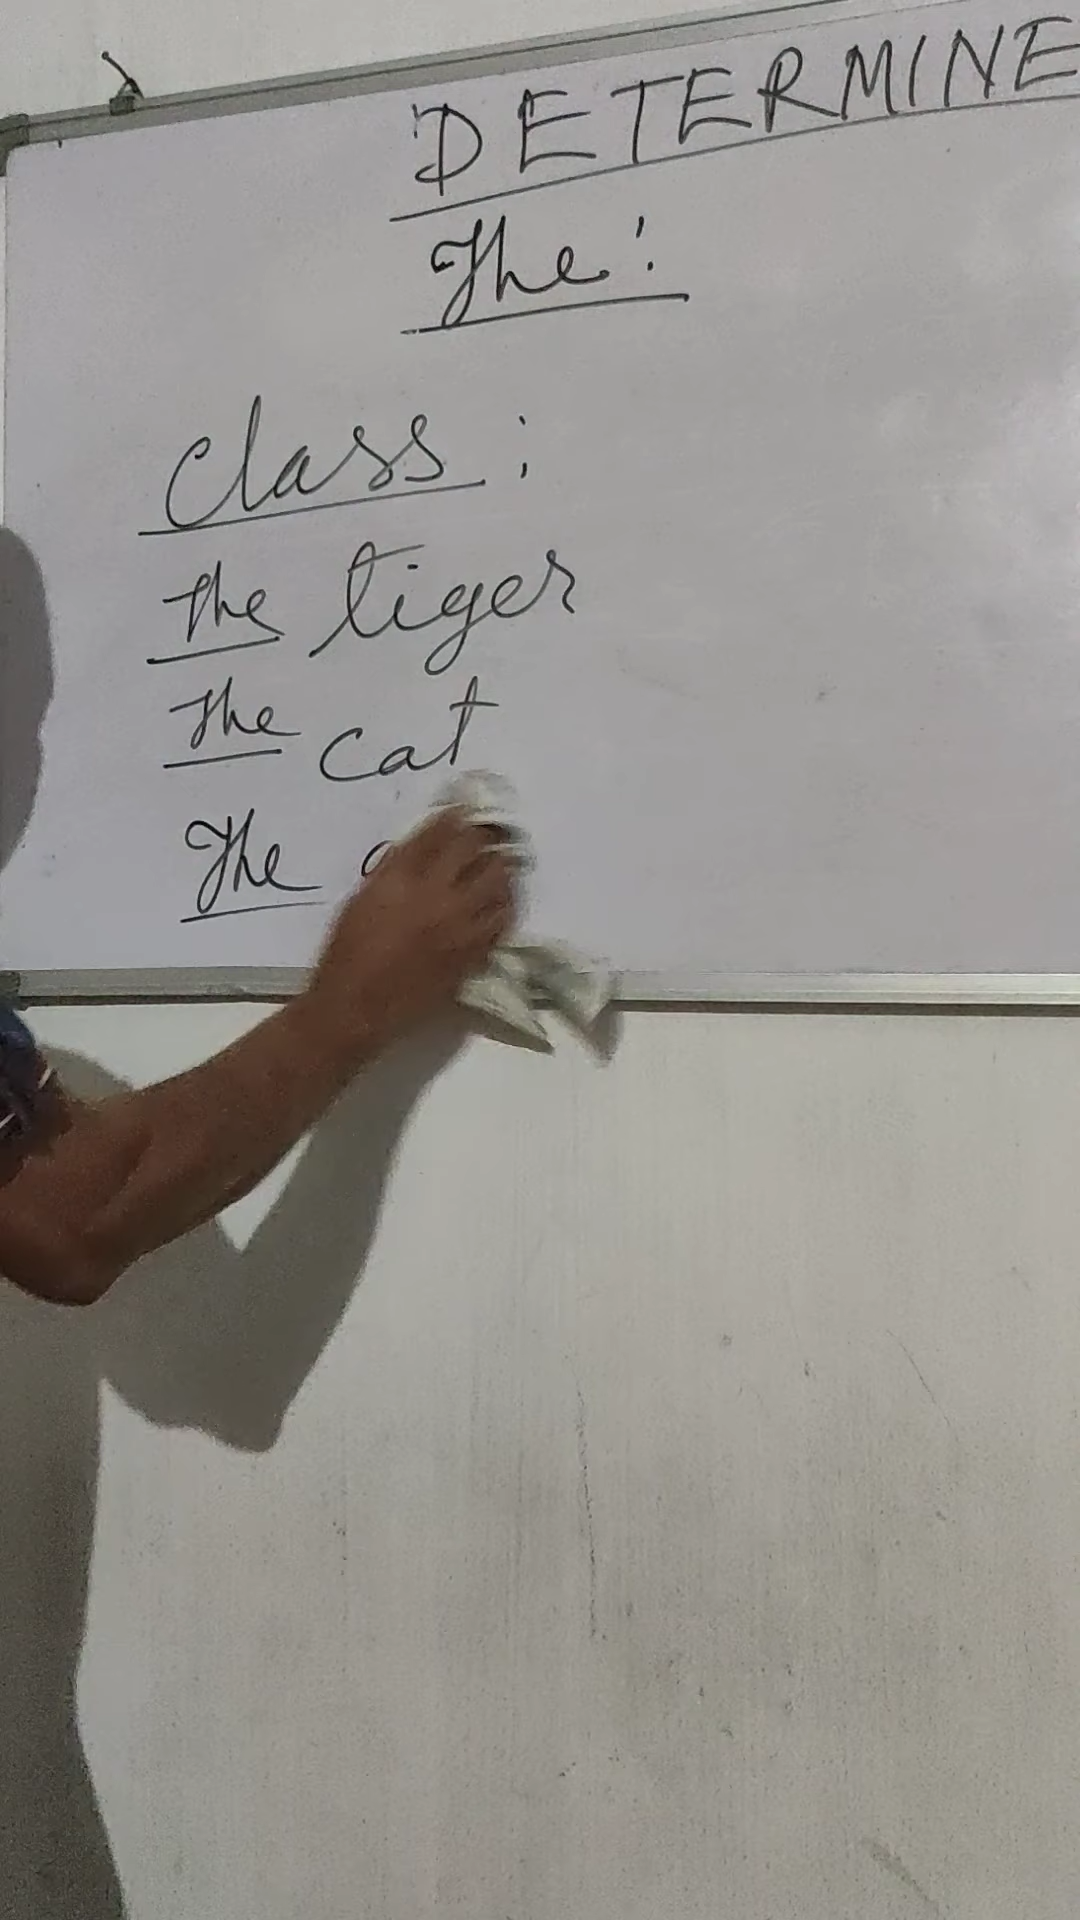 DETERMINE
The :
Class :
The tiger
The cat
The